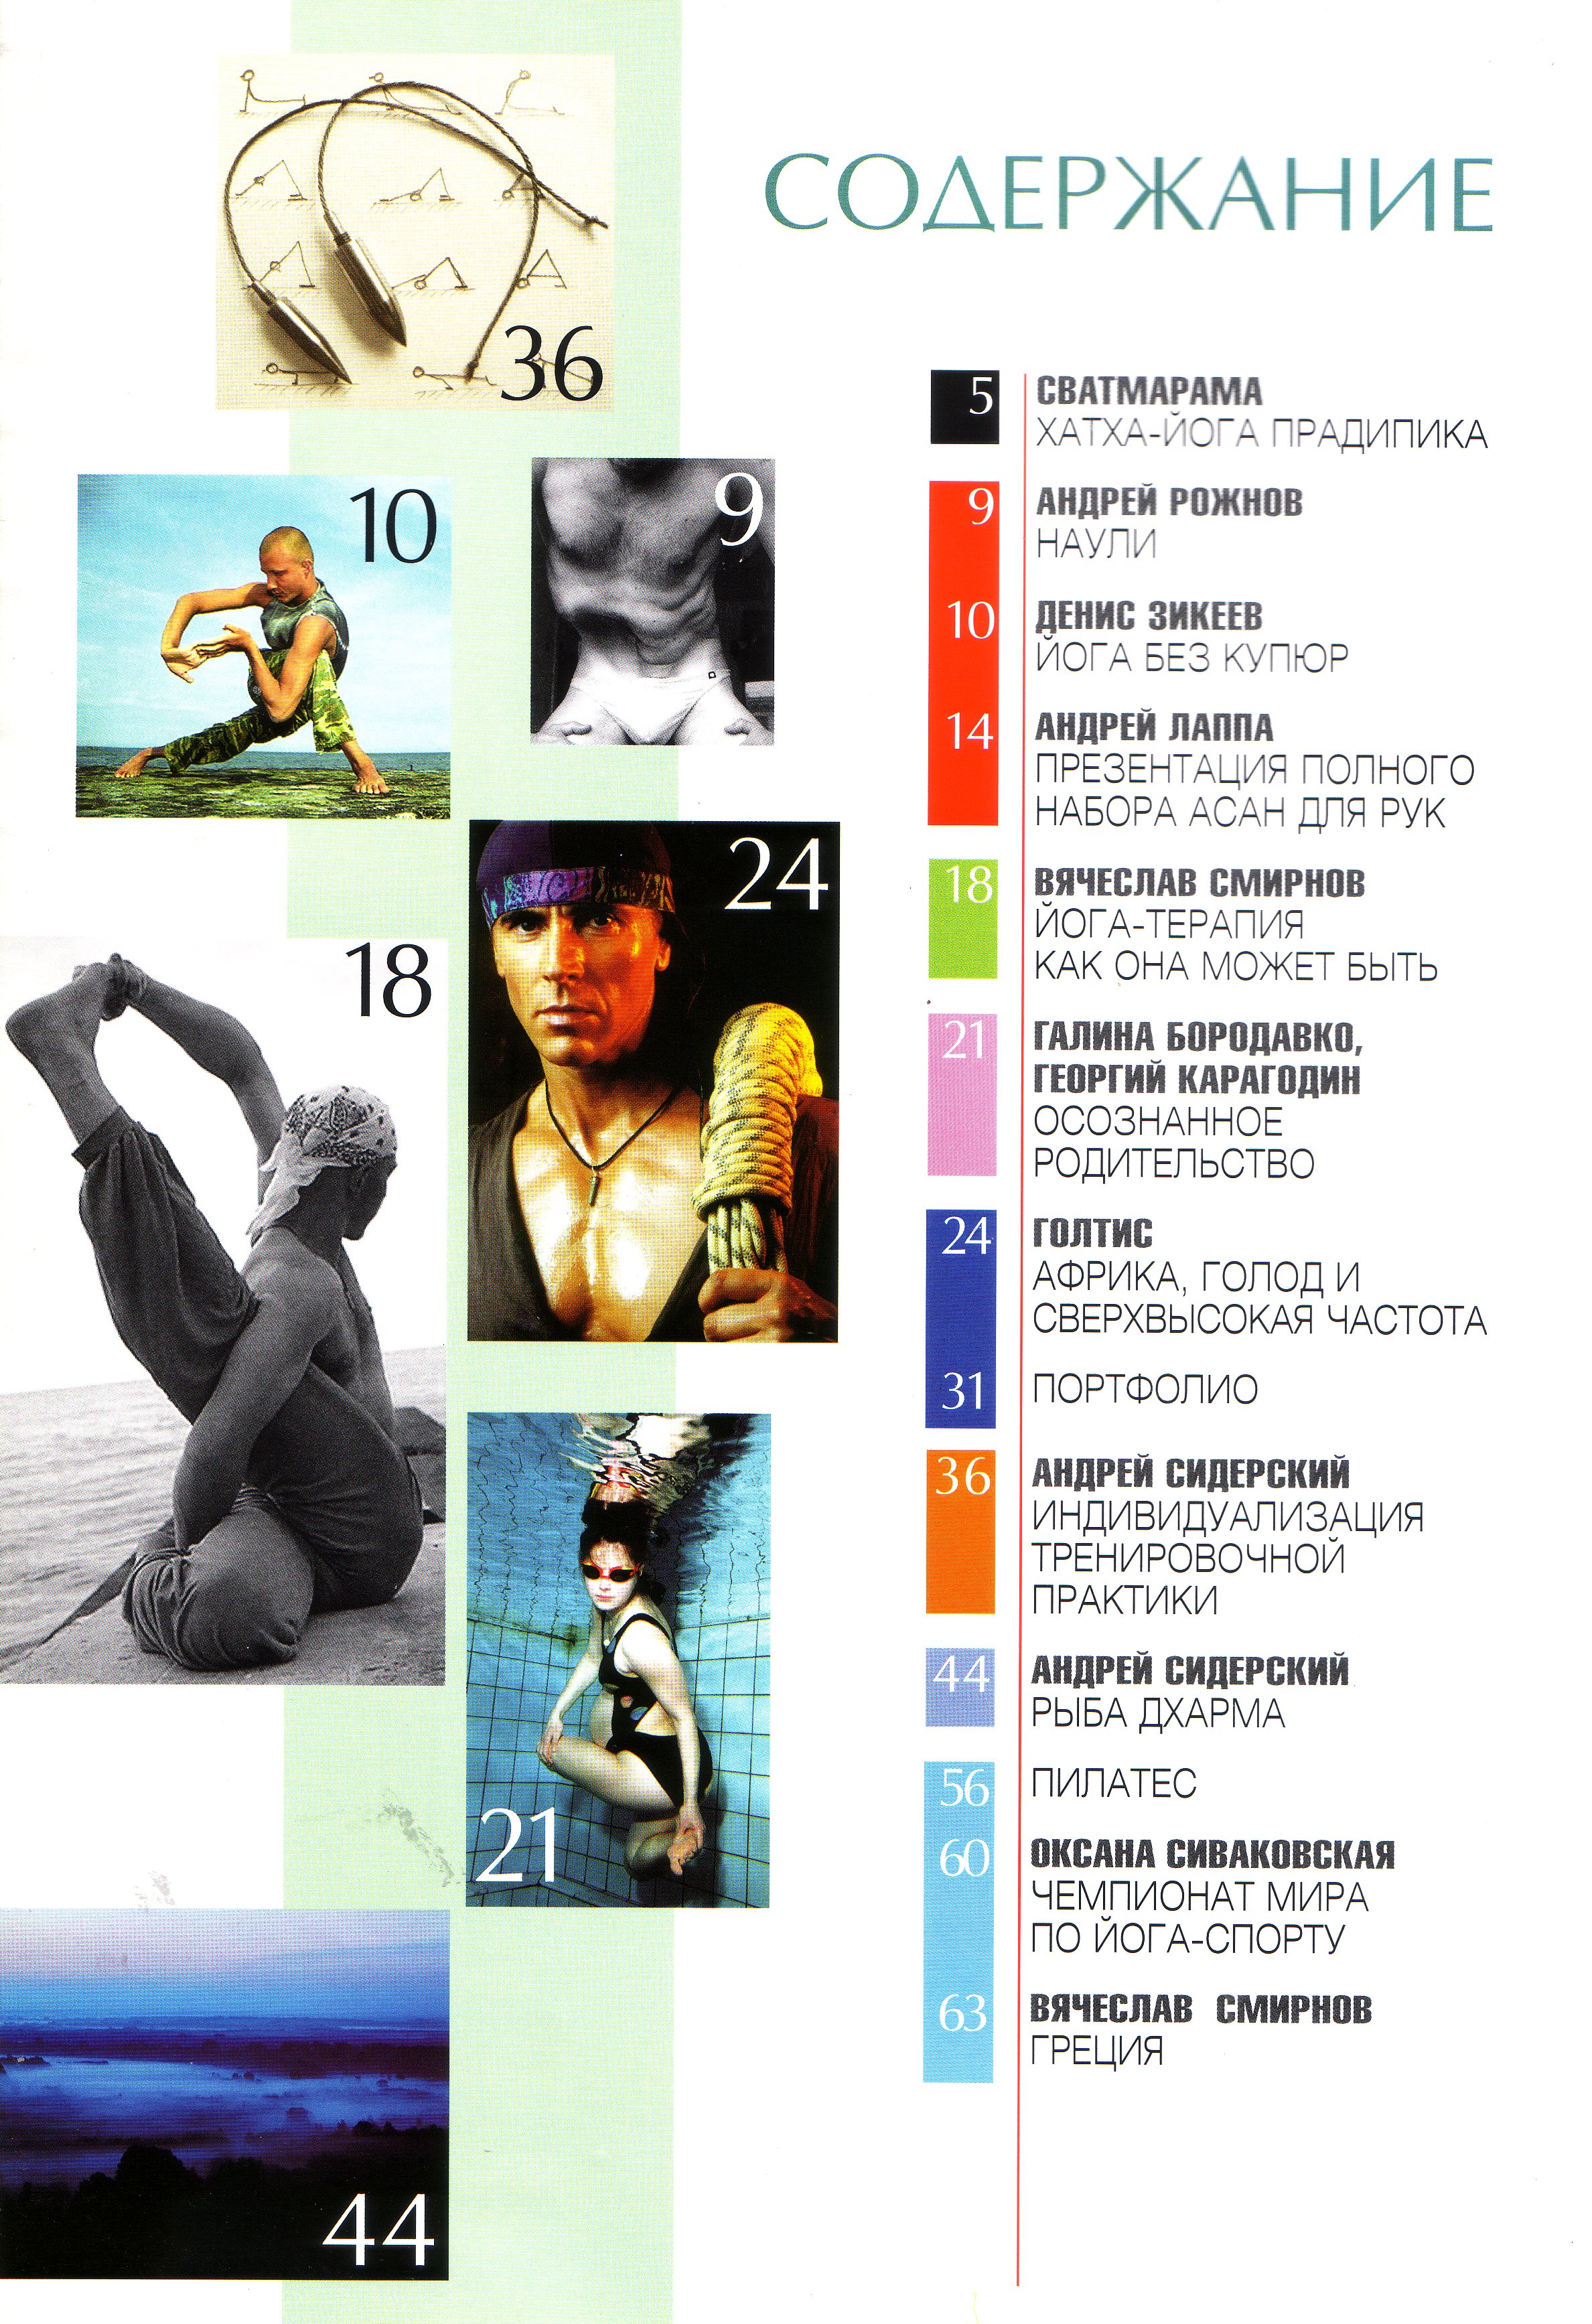 36
10
9
24
18
21
44
СОДЕРЖАНИЕ
5 СВАТМАРАМА
ХАТХА-ЙОГА ПРАДИПИКА
9 АНДРЕЙ РОЖНОВ
НАУЛИ
10 ДЕНИС ЗИКЕЕВ
ЙОГА БЕЗ КУПЮР
14 АНДРЕЙ ЛАППА
ПРЕЗЕНТАЦИЯ ПОЛНОГО
НАБОРА АСАН ДЛЯ РУК
18 ВЯЧЕСЛАВ СМИРНОВ
ЙОГА-ТЕРАПИЯ
КАК ОНА МОЖЕТ БЫТЬ
21 ГАЛИНА БОРОДАВКО,
ГЕОРГИЙ КАРАГОДИН
ОСОЗНАННОЕ
РОДИТЕЛЬСТВО
24 ГОЛТИС
АФРИКА, ГОЛОД И
СВЕРХВЫСОКАЯ ЧАСТОТА
31 ПОРТФОЛИО
36 АНДРЕЙ СИДЕРСКИЙ
ИНДИВИДУАЛИЗАЦИЯ
ТРЕНИРОВОЧНОЙ
ПРАКТИКИ
44 АНДРЕЙ СИДЕРСКИЙ
РЫБА ДХАРМА
56 ПИЛАТЕС
60 ОКСАНА СИВАКОВСКАЯ
ЧЕМПИОНАТ МИРА
ПО ЙОГА-СПОРТУ
63 ВЯЧЕСЛАВ СМИРНОВ
ГРЕЦИЯ